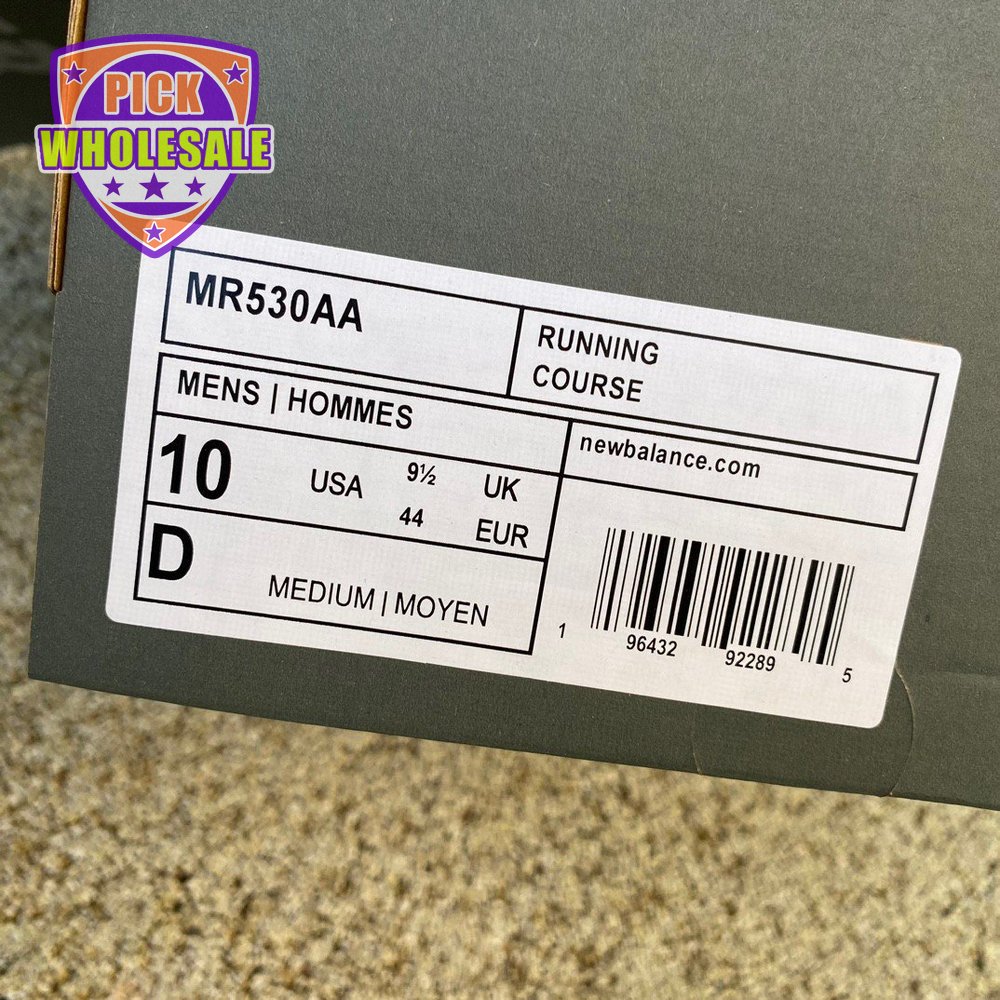 PICK
WHOLESALE
MR530AA
RUNNING
COURSE
MENS | HOMMES
newbalance.com
10 USA 9½ UK
44 EUR
D
MEDIUM | MOYEN
1 96432 92289 5